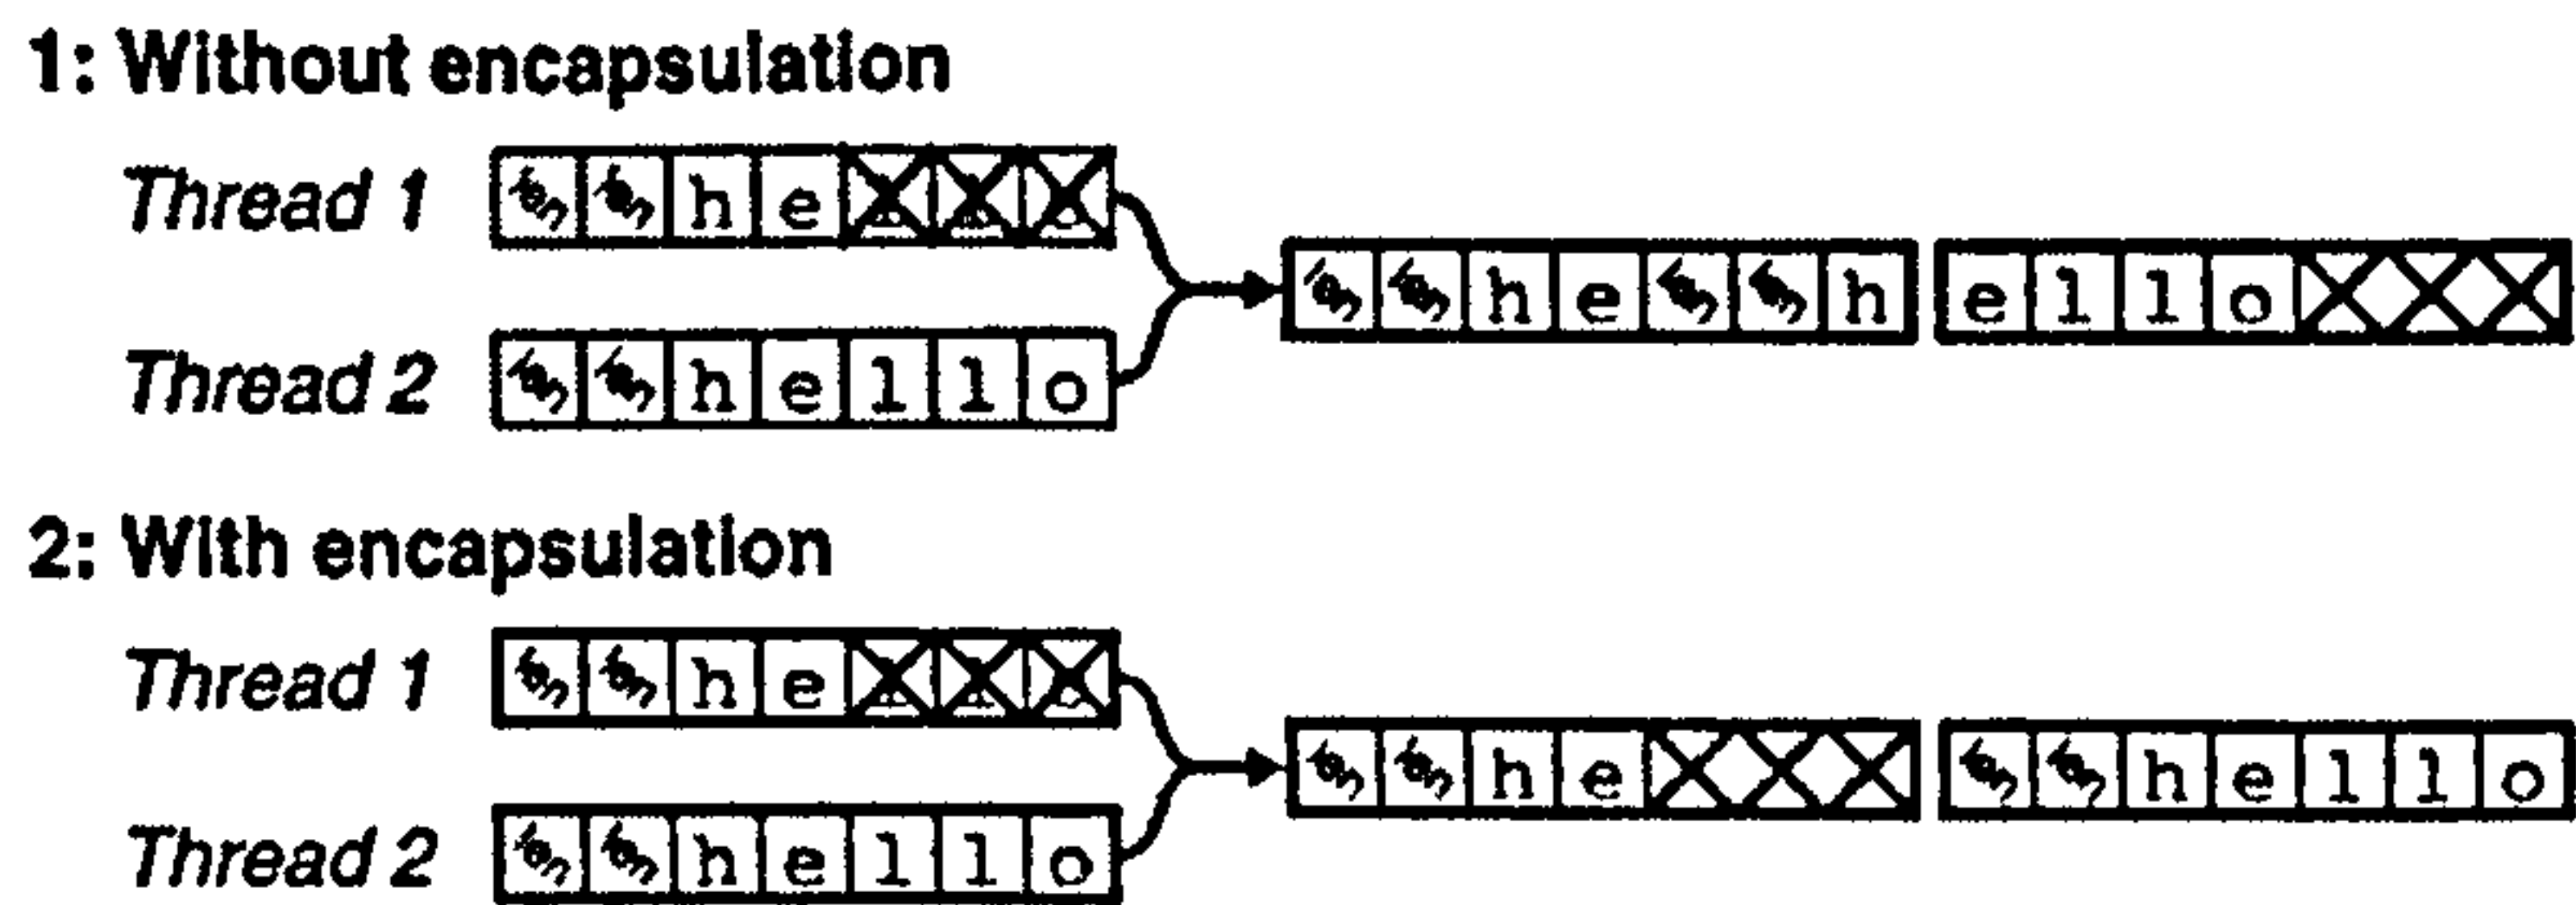 1: Without encapsulation
Thread 1 h e
h e h e l l o
Thread 2 h e l l o
2: With encapsulation
Thread 1 h e
h e h e l l o
Thread 2 h e l l o